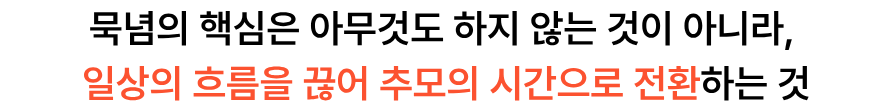 묵념의 핵심은 아무것도 하지 않는 것이 아니라,
일상의 흐름을 끊어 추모의 시간으로 전환하는 것